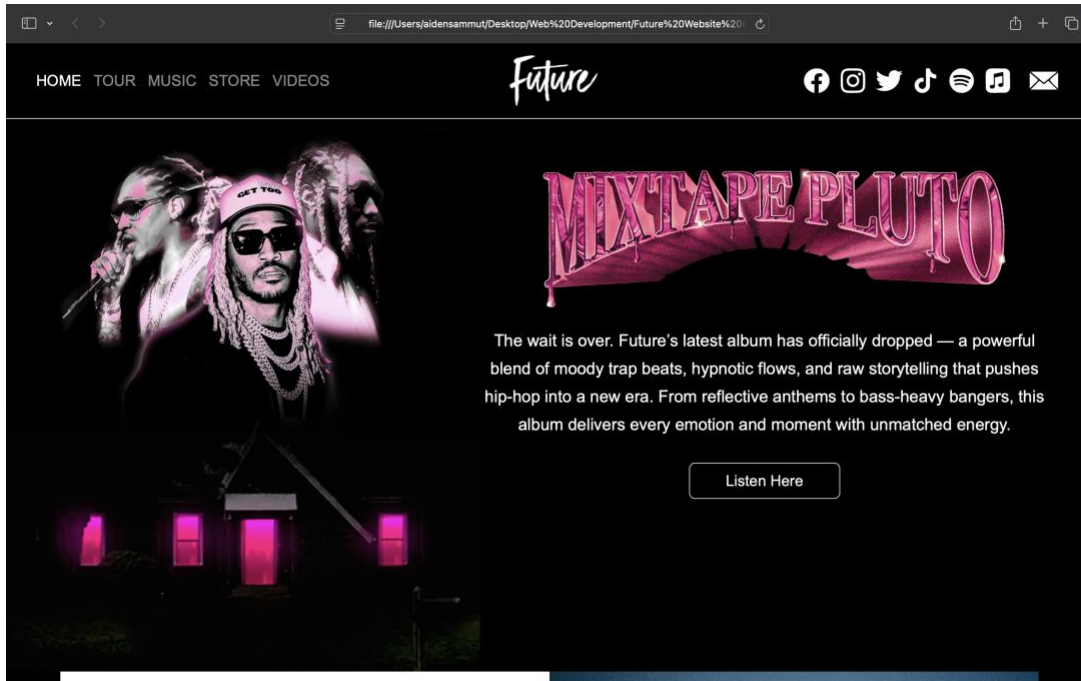 file:///Users/aidensammut/Desktop/Web%20Development/Future%20Website%20
HOME TOUR MUSIC STORE VIDEOS
Future
GET TOO
MIXTAPE PLUTO
The wait is over. Future’s latest album has officially dropped — a powerful
blend of moody trap beats, hypnotic flows, and raw storytelling that pushes
hip-hop into a new era. From reflective anthems to bass-heavy bangers, this
album delivers every emotion and moment with unmatched energy.
Listen Here